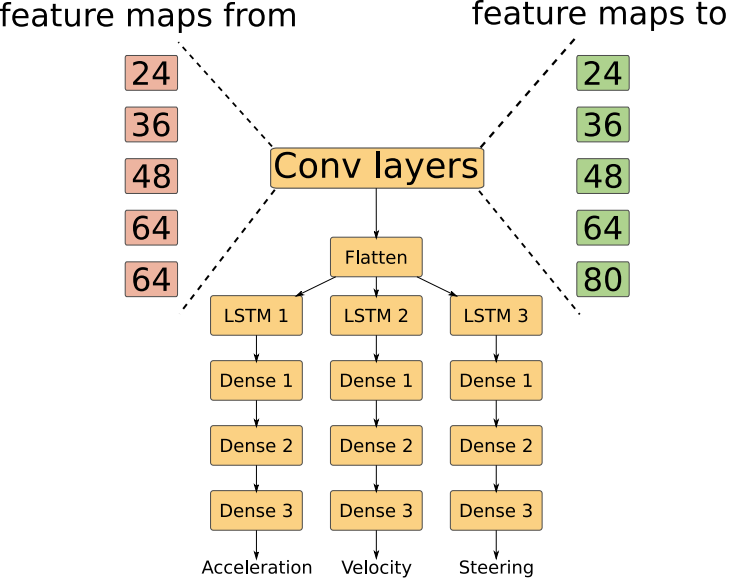 feature maps from
feature maps to
24
36
48
64
64
Conv layers
24
36
48
64
80
Flatten
LSTM 1
LSTM 2
LSTM 3
Dense 1
Dense 1
Dense 1
Dense 2
Dense 2
Dense 2
Dense 3
Dense 3
Dense 3
Acceleration
Velocity
Steering